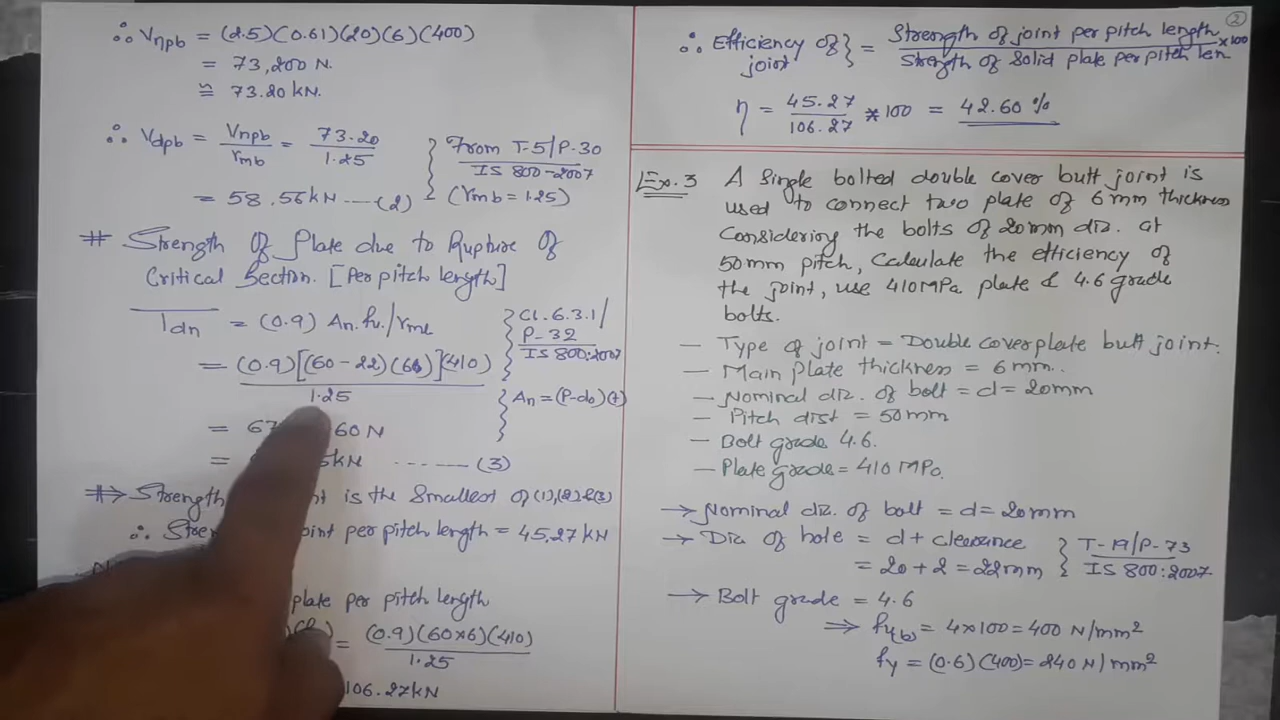 ∴ Vnpb = (2.5)(0.61)(20)(6)(400)
= 73,200 N.
≅ 73.20 kN.
∴ Vdpb = Vnpb/γmb = 73.20/1.25
= 58.56 kN ---- (2)
From T-5/P-30
IS 800-2007
(γmb = 1.25)
# Strength Of Plate due to Rupture Of
Critical Section. [Per pitch length]
Tdn = (0.9) An.fu./γml
= (0.9)[(60-22)(6)](410)
1.25
Cl. 6.3.1/
P-32
IS 800:2007
An = (P-do)(t)
60 N
kN ------ (3)
⇒ Strength is the Smallest of (1),(2)&(3)
∴ joint per pitch length = 45.27 kN
plate per pitch length
= (0.9)(60×6)(410)
1.25
106.27 kN
2
∴ Efficiency Of joint } = Strength Of joint per pitch length / Strength Of Solid plate per pitch len × 100
η = 45.27/106.27 * 100 = 42.60 %
Ex.3 A Single bolted double cover butt joint is
used to connect two plate of 6mm thickness
Considering the bolts of 20mm dia. at
50mm pitch, Calculate the efficiency of
the joint, use 410MPa plate & 4.6 grade
bolts.
– Type of joint = Double coverplate butt joint.
– Main plate thickness = 6 mm.
– Nominal dia. of bolt = d = 20mm
– Pitch dist = 50mm
– Bolt grade 4.6.
– Plate grade = 410 MPa.
→ Nominal dia. of bolt = d = 20mm
→ Dia of hole = d + clearance
= 20 + 2 = 22mm
T-19/P-73
IS 800:2007
→ Bolt grade = 4.6
⇒ fub = 4×100 = 400 N/mm²
fy = (0.6)(400) = 240 N/mm²